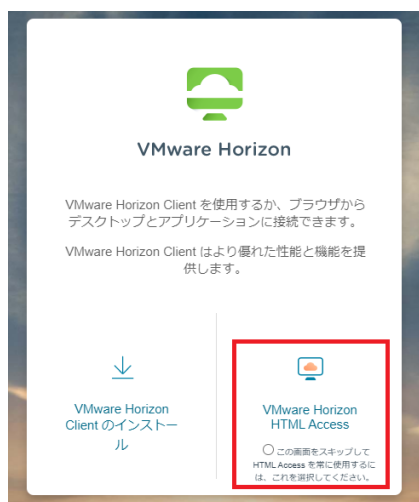 VMware Horizon
VMware Horizon Client を使用するか、ブラウザから
デスクトップとアプリケーションに接続できます。
VMware Horizon Client はより優れた性能と機能を提
供します。
VMware Horizon
Client のインストー
ル
VMware Horizon
HTML Access
この画面をスキップして
HTML Access を常に使用するに
は、これを選択してください。